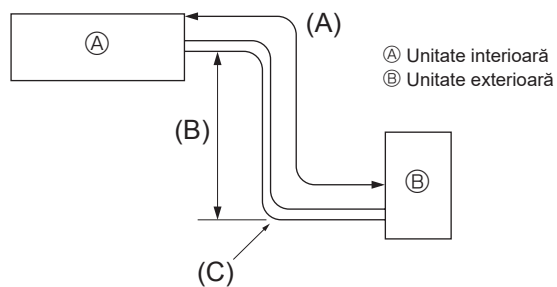 (A)
Ⓐ
Ⓐ Unitate interioară
Ⓑ Unitate exterioară
(B)
Ⓑ
(C)